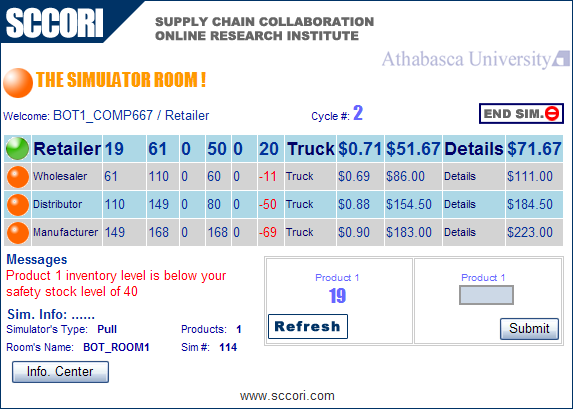 SCCORI
SUPPLY CHAIN COLLABORATION
ONLINE RESEARCH INSTITUTE
Athabasca University
THE SIMULATOR ROOM !
Welcome: BOT1_COMP667 / Retailer Cycle #: 2 END SIM.
Retailer 19 61 0 50 0 20 Truck $0.71 $51.67 Details $71.67
Wholesaler 61 110 0 60 0 -11 Truck $0.69 $86.00 Details $111.00
Distributor 110 149 0 80 0 -50 Truck $0.88 $154.50 Details $184.50
Manufacturer 149 168 0 168 0 -69 Truck $0.90 $183.00 Details $223.00
Messages
Product 1 inventory level is below your
safety stock level of 40
Sim. Info: ......
Simulator's Type: Pull Products: 1
Room's Name: BOT_ROOM1 Sim #: 114
Info. Center
Product 1
19
Refresh
Product 1
Submit
www.sccori.com